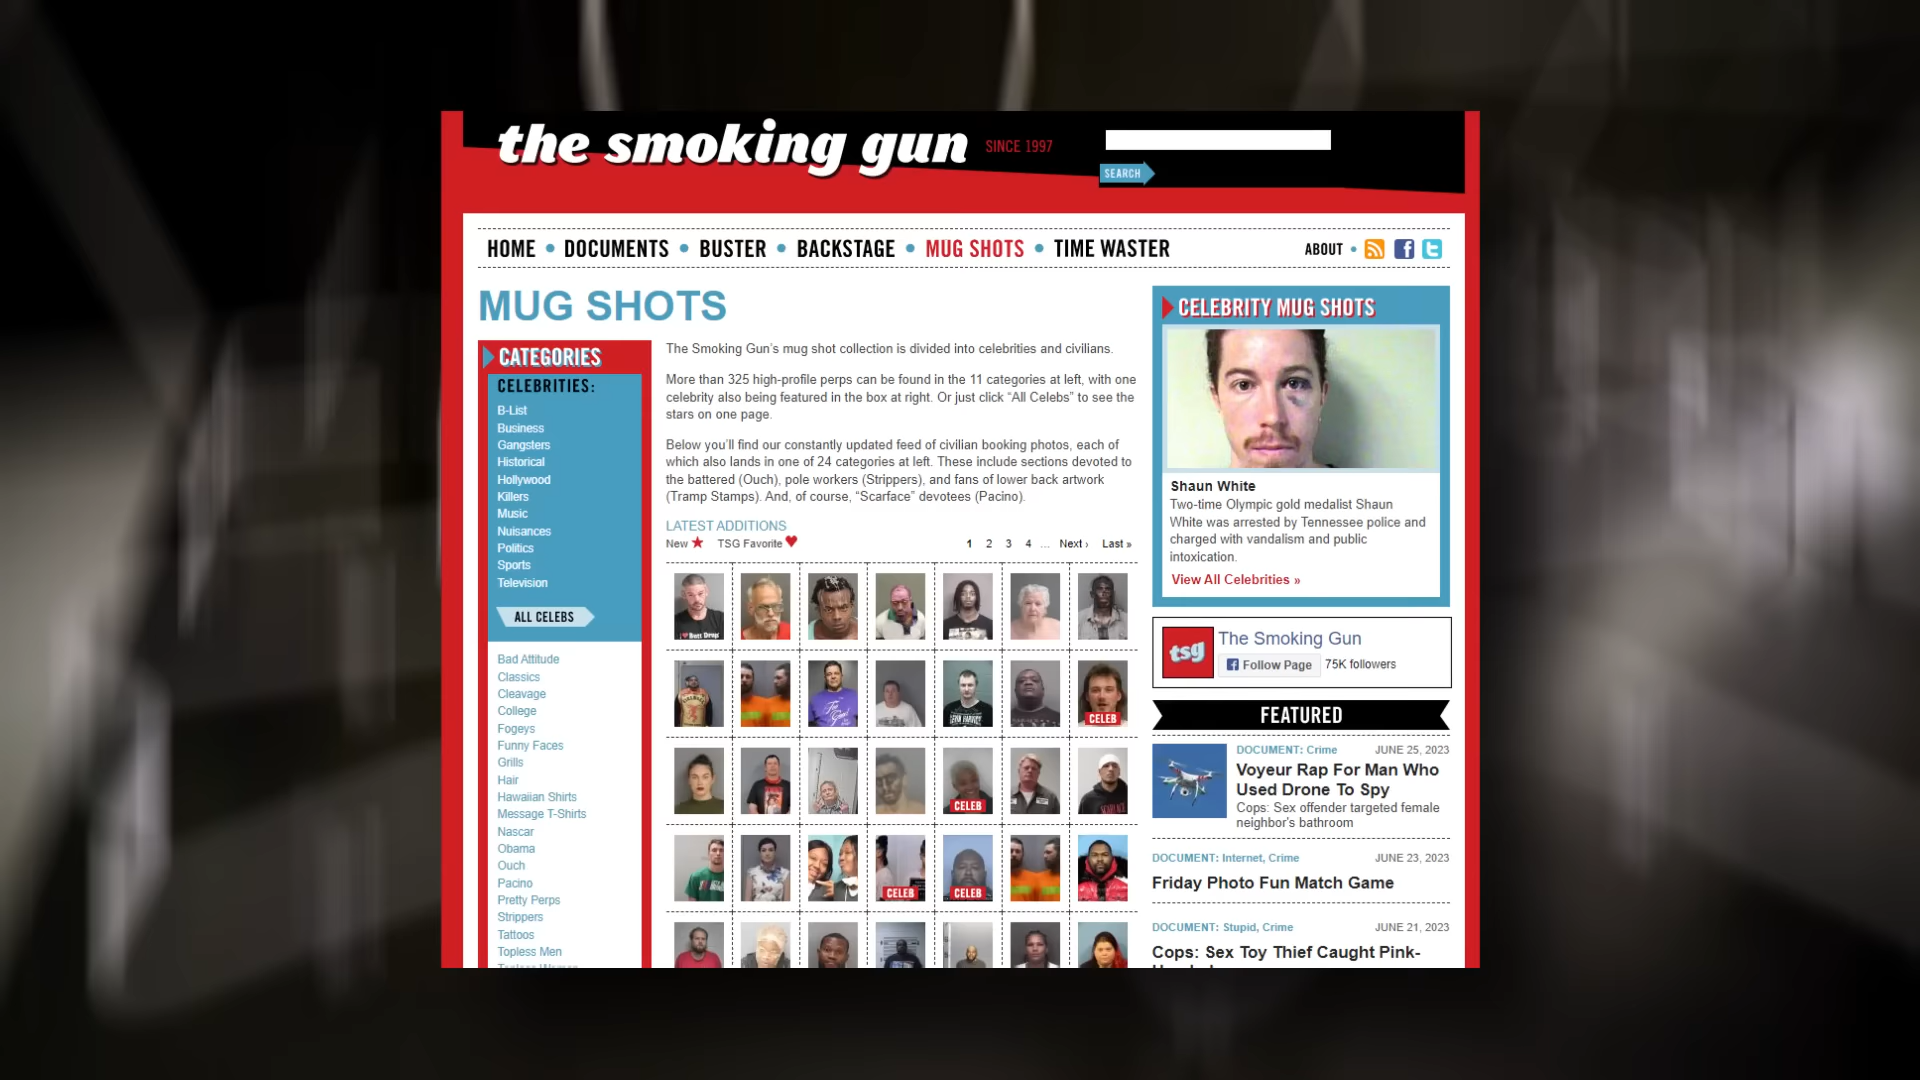 the smoking gun SINCE 1997
SEARCH
HOME • DOCUMENTS • BUSTER • BACKSTAGE • MUG SHOTS • TIME WASTER
ABOUT •
MUG SHOTS
CATEGORIES
CELEBRITIES:
B-List
Business
Gangsters
Historical
Hollywood
Killers
Music
Nuisances
Politics
Sports
Television
ALL CELEBS
Bad Attitude
Classics
Cleavage
College
Fogeys
Funny Faces
Grills
Hair
Hawaiian Shirts
Message T-Shirts
Nascar
Obama
Ouch
Pacino
Pretty Perps
Strippers
Tattoos
Topless Men
The Smoking Gun's mug shot collection is divided into celebrities and civilians.
More than 325 high-profile perps can be found in the 11 categories at left, with one
celebrity also being featured in the box at right. Or just click “All Celebs” to see the
stars on one page.
Below you'll find our constantly updated feed of civilian booking photos, each of
which also lands in one of 24 categories at left. These include sections devoted to
the battered (Ouch), pole workers (Strippers), and fans of lower back artwork
(Tramp Stamps). And, of course, “Scarface” devotees (Pacino).
LATEST ADDITIONS
New TSG Favorite
1 2 3 4 ... Next › Last »
CELEB
CELEB
CELEB
CELEB
CELEBRITY MUG SHOTS
Shaun White
Two-time Olympic gold medalist Shaun
White was arrested by Tennessee police and
charged with vandalism and public
intoxication.
View All Celebrities »
tsg
The Smoking Gun
Follow Page 75K followers
FEATURED
DOCUMENT: Crime JUNE 25, 2023
Voyeur Rap For Man Who
Used Drone To Spy
Cops: Sex offender targeted female
neighbor's bathroom
DOCUMENT: Internet, Crime JUNE 23, 2023
Friday Photo Fun Match Game
DOCUMENT: Stupid, Crime JUNE 21, 2023
Cops: Sex Toy Thief Caught Pink-